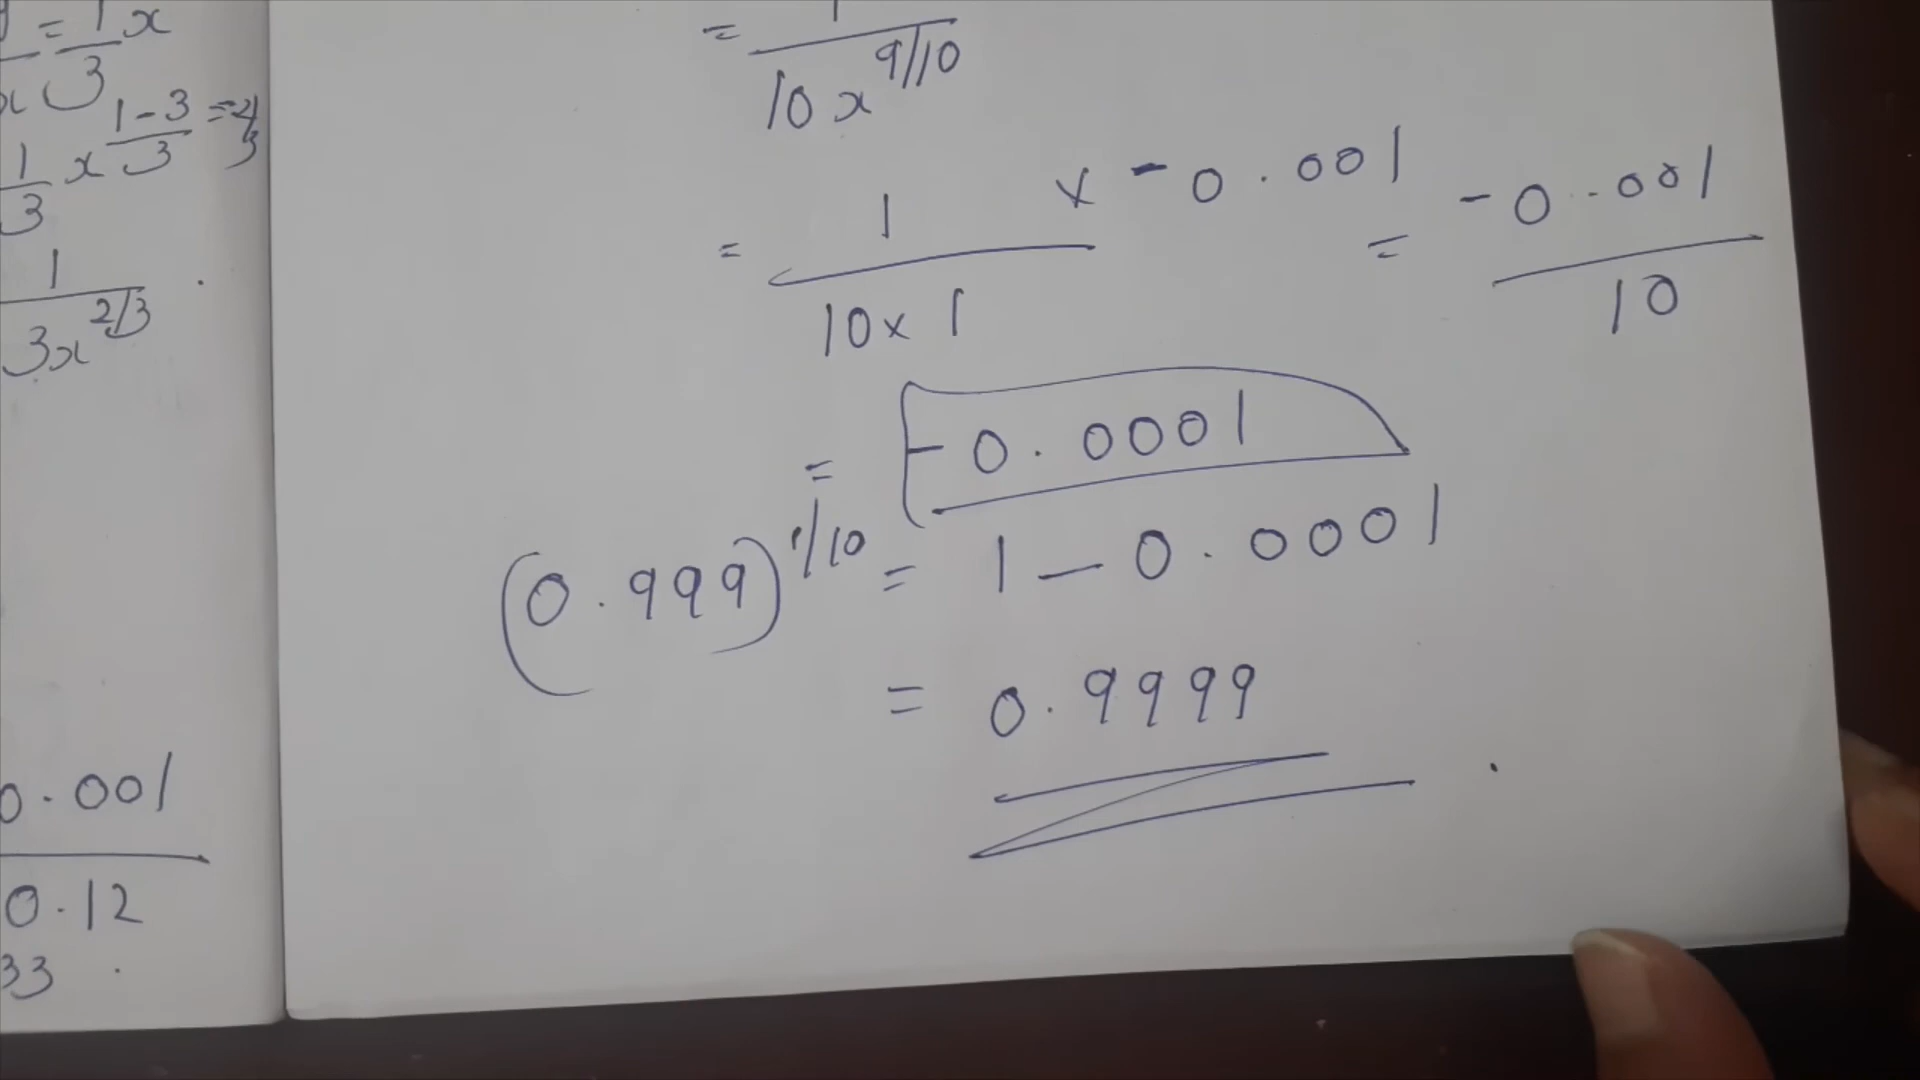 = 1/3 x
1/3 x^(1-3)/3 =
1/3x^2/3 .
0.001
0.12
33 .
= 1/10x^9/10
= 1/10×1 × -0.001 = -0.001/10
= -0.0001
(0.999)^1/10 = 1 - 0.0001
= 0.9999